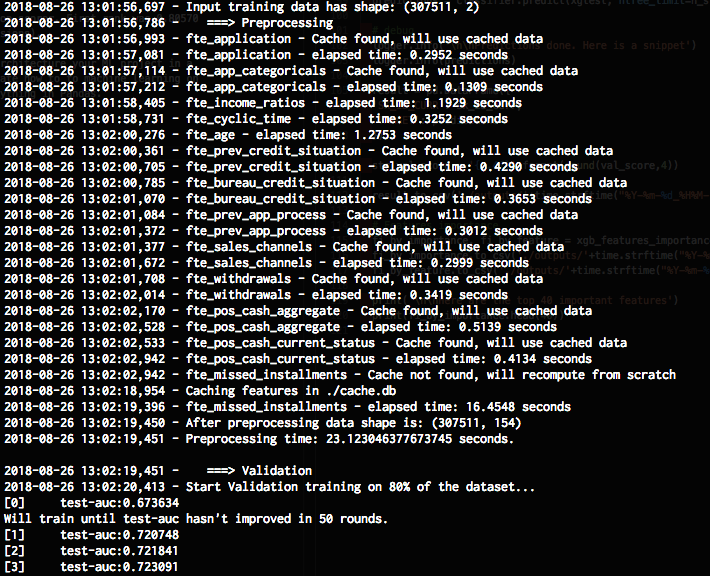 2018-08-26 13:01:56,697 - Input training data has shape: (307511, 2)
2018-08-26 13:01:56,786 -    ===> Preprocessing
2018-08-26 13:01:56,993 - fte_application - Cache found, will use cached data
2018-08-26 13:01:57,081 - fte_application - elapsed time: 0.2952 seconds
2018-08-26 13:01:57,114 - fte_app_categoricals - Cache found, will use cached data
2018-08-26 13:01:57,212 - fte_app_categoricals - elapsed time: 0.1309 seconds
2018-08-26 13:01:58,405 - fte_income_ratios - elapsed time: 1.1929 seconds
2018-08-26 13:01:58,731 - fte_cyclic_time - elapsed time: 0.3252 seconds
2018-08-26 13:02:00,276 - fte_age - elapsed time: 1.2753 seconds
2018-08-26 13:02:00,361 - fte_prev_credit_situation - Cache found, will use cached data
2018-08-26 13:02:00,705 - fte_prev_credit_situation - elapsed time: 0.4290 seconds
2018-08-26 13:02:00,785 - fte_bureau_credit_situation - Cache found, will use cached data
2018-08-26 13:02:01,070 - fte_bureau_credit_situation - elapsed time: 0.3653 seconds
2018-08-26 13:02:01,084 - fte_prev_app_process - Cache found, will use cached data
2018-08-26 13:02:01,372 - fte_prev_app_process - elapsed time: 0.3012 seconds
2018-08-26 13:02:01,377 - fte_sales_channels - Cache found, will use cached data
2018-08-26 13:02:01,672 - fte_sales_channels - elapsed time: 0.2999 seconds
2018-08-26 13:02:01,708 - fte_withdrawals - Cache found, will use cached data
2018-08-26 13:02:02,014 - fte_withdrawals - elapsed time: 0.3419 seconds
2018-08-26 13:02:02,170 - fte_pos_cash_aggregate - Cache found, will use cached data
2018-08-26 13:02:02,528 - fte_pos_cash_aggregate - elapsed time: 0.5139 seconds
2018-08-26 13:02:02,533 - fte_pos_cash_current_status - Cache found, will use cached data
2018-08-26 13:02:02,942 - fte_pos_cash_current_status - elapsed time: 0.4134 seconds
2018-08-26 13:02:02,942 - fte_missed_installments - Cache not found, will recompute from scratch
2018-08-26 13:02:18,954 - Caching features in ./cache.db
2018-08-26 13:02:19,396 - fte_missed_installments - elapsed time: 16.4548 seconds
2018-08-26 13:02:19,450 - After preprocessing data shape is: (307511, 154)
2018-08-26 13:02:19,451 - Preprocessing time: 23.123046377673745 seconds.
2018-08-26 13:02:19,451 -    ===> Validation
2018-08-26 13:02:20,413 - Start Validation training on 80% of the dataset...
[0]     test-auc:0.673634
Will train until test-auc hasn't improved in 50 rounds.
[1]     test-auc:0.720748
[2]     test-auc:0.721841
[3]     test-auc:0.723091